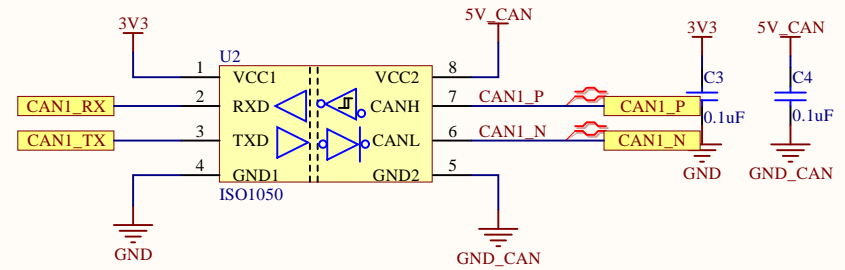 3V3
5V_CAN
3V3
5V_CAN
U2
1 VCC1 VCC2 8
C3
C4
CAN1_RX 2 RXD CANH 7 CAN1_P CAN1_P
0.1uF
0.1uF
CAN1_TX 3 TXD CANL 6 CAN1_N CAN1_N
4 GND1 GND2 5
GND
GND_CAN
ISO1050
GND
GND_CAN